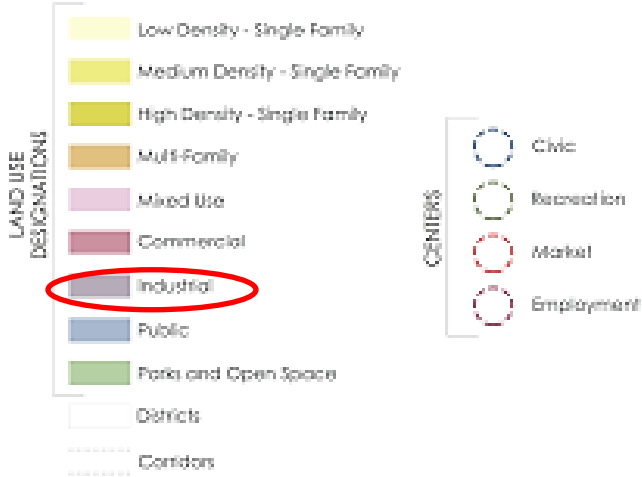 LAND USE
DESIGNATIONS
Low Density - Single Family
Medium Density - Single Family
High Density - Single Family
Multi-Family
Mixed Use
Commercial
Industrial
Public
Parks and Open Space
Districts
Corridors
CENTERS
Civic
Recreation
Market
Employment